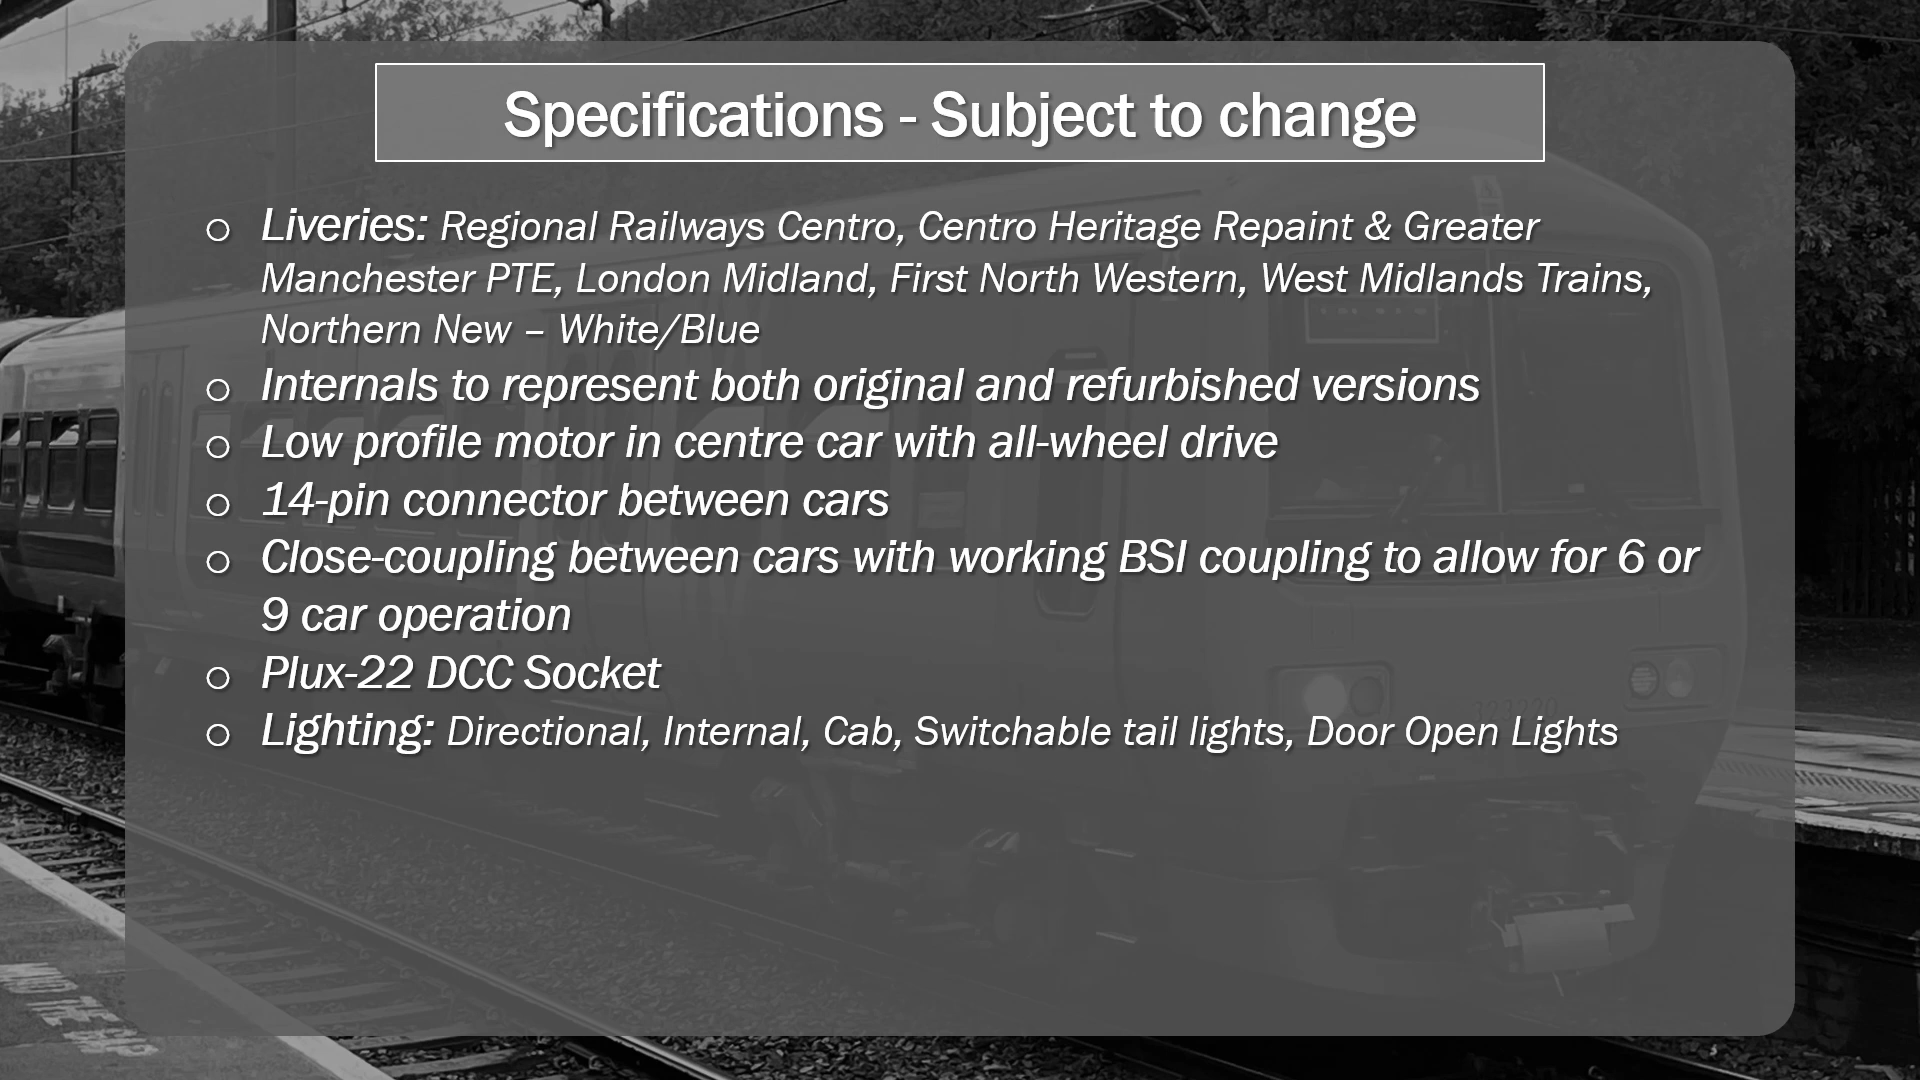 Specifications - Subject to change
Liveries: Regional Railways Centro, Centro Heritage Repaint & Greater
Manchester PTE, London Midland, First North Western, West Midlands Trains,
Northern New – White/Blue
Internals to represent both original and refurbished versions
Low profile motor in centre car with all-wheel drive
14-pin connector between cars
Close-coupling between cars with working BSI coupling to allow for 6 or
9 car operation
Plux-22 DCC Socket
Lighting: Directional, Internal, Cab, Switchable tail lights, Door Open Lights
MIND THE GAP